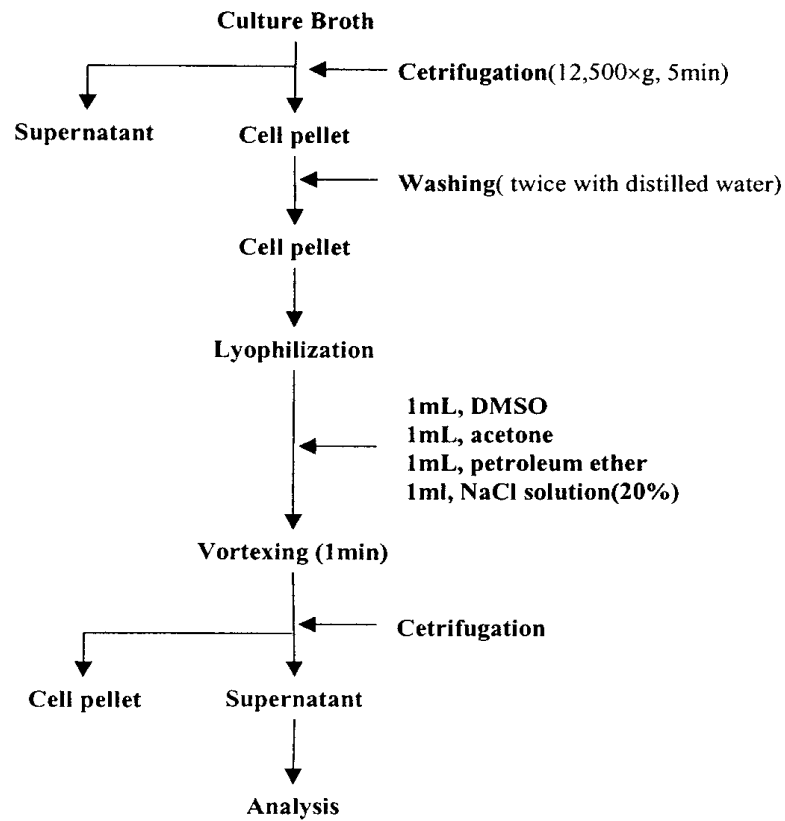 Culture Broth
Cetrifugation(12,500×g, 5min)
Supernatant
Cell pellet
Washing( twice with distilled water)
Cell pellet
Lyophilization
1mL, DMSO
1mL, acetone
1mL, petroleum ether
1ml, NaCl solution(20%)
Vortexing (1min)
Cetrifugation
Cell pellet
Supernatant
Analysis